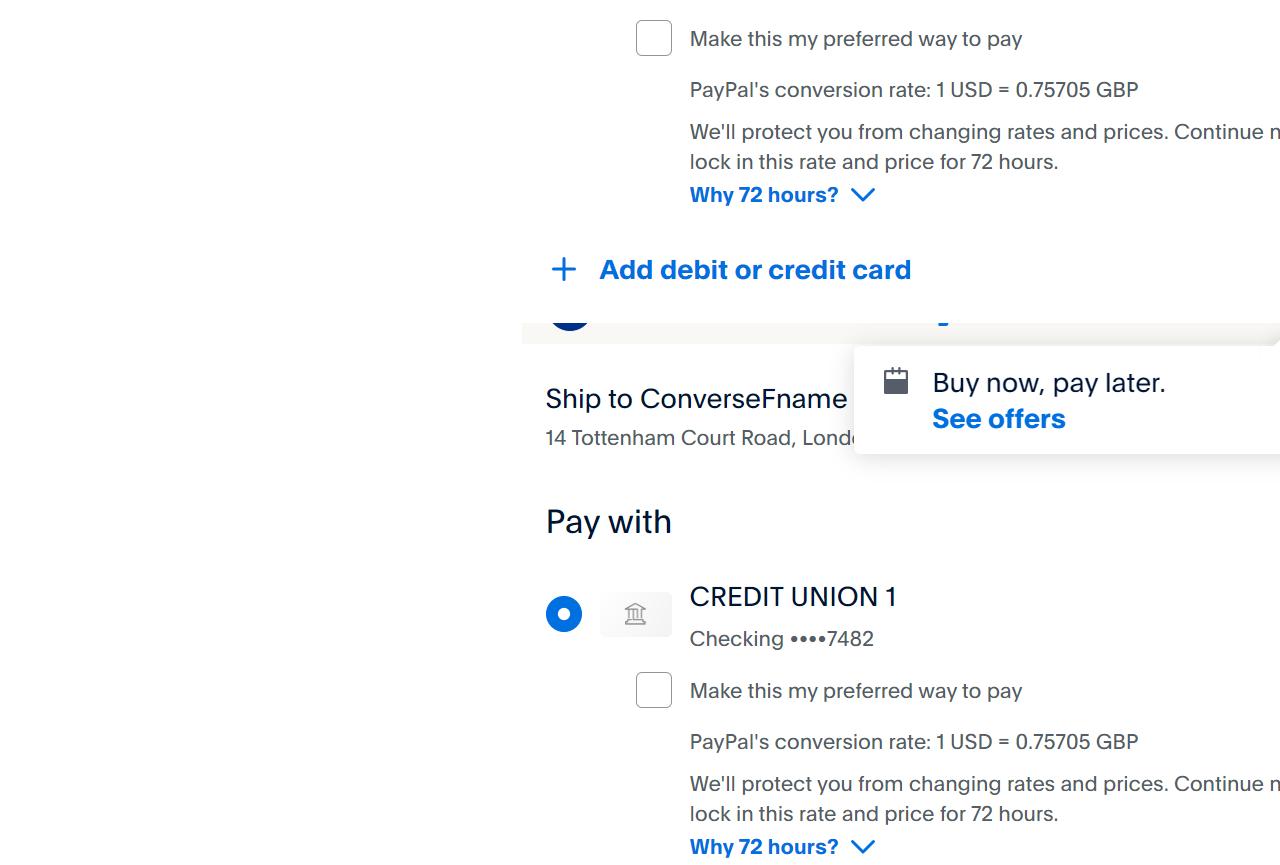 Make this my preferred way to pay
PayPal's conversion rate: 1 USD = 0.75705 GBP
We'll protect you from changing rates and prices. Continue
lock in this rate and price for 72 hours.
Why 72 hours?
Add debit or credit card
Buy now, pay later.
See offers
Ship to ConverseFname
14 Tottenham Court Road,
Pay with
CREDIT UNION 1
Checking ••••7482
Make this my preferred way to pay
PayPal's conversion rate: 1 USD = 0.75705 GBP
We'll protect you from changing rates and prices. Continue
lock in this rate and price for 72 hours.
Why 72 hours?